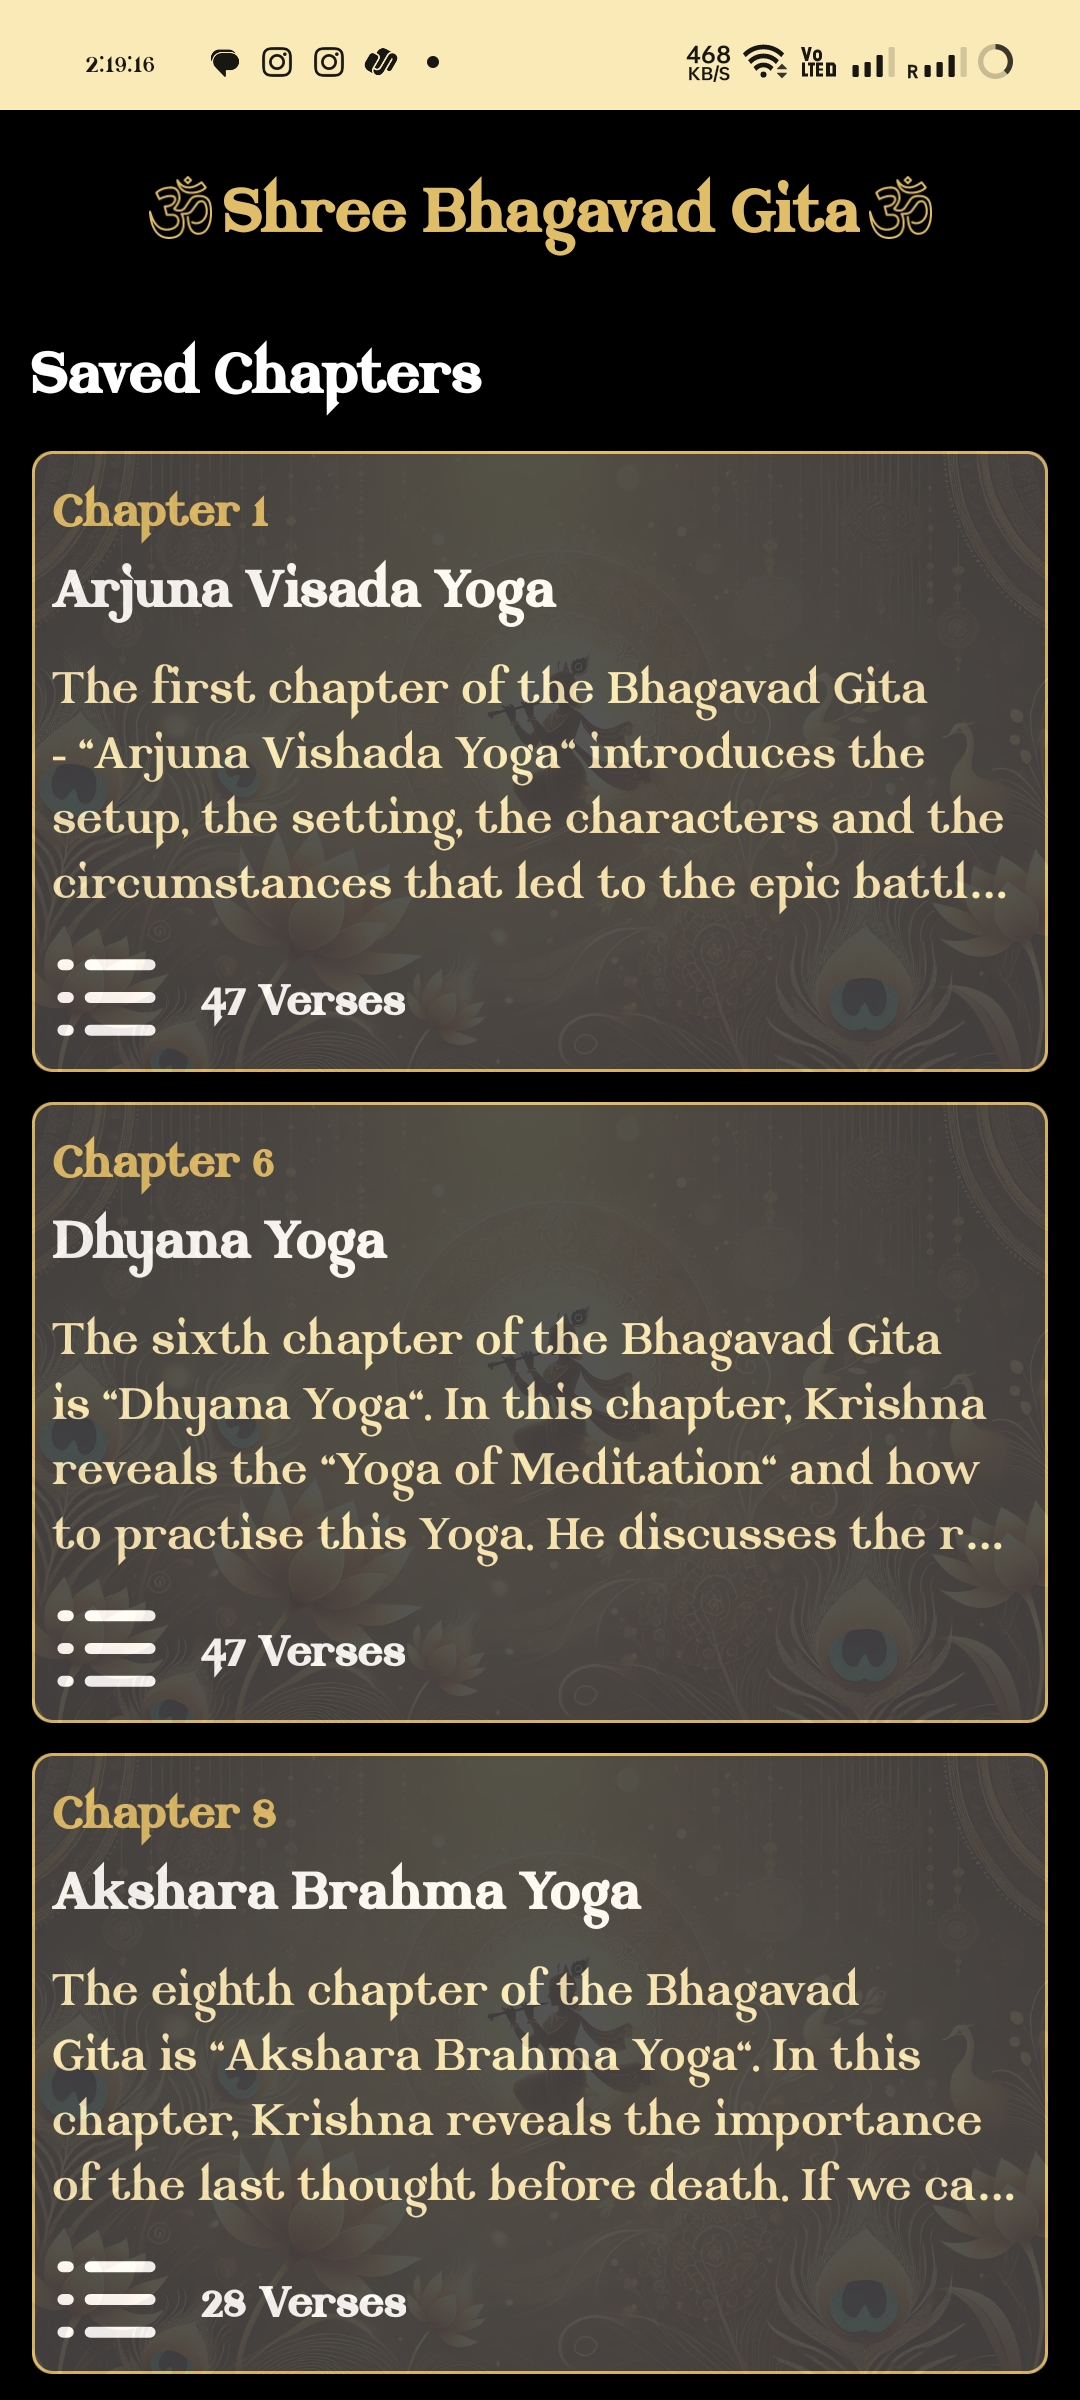 2:19:16
468
KB/S
Vo
LTED
R
ॐ Shree Bhagavad Gita ॐ
Saved Chapters
Chapter 1
Arjuna Visada Yoga
The first chapter of the Bhagavad Gita
- “Arjuna Vishada Yoga“ introduces the
setup, the setting, the characters and the
circumstances that led to the epic battl...
47 Verses
Chapter 6
Dhyana Yoga
The sixth chapter of the Bhagavad Gita
is “Dhyana Yoga“. In this chapter, Krishna
reveals the “Yoga of Meditation“ and how
to practise this Yoga. He discusses the r...
47 Verses
Chapter 8
Akshara Brahma Yoga
The eighth chapter of the Bhagavad
Gita is “Akshara Brahma Yoga“. In this
chapter, Krishna reveals the importance
of the last thought before death. If we ca...
28 Verses